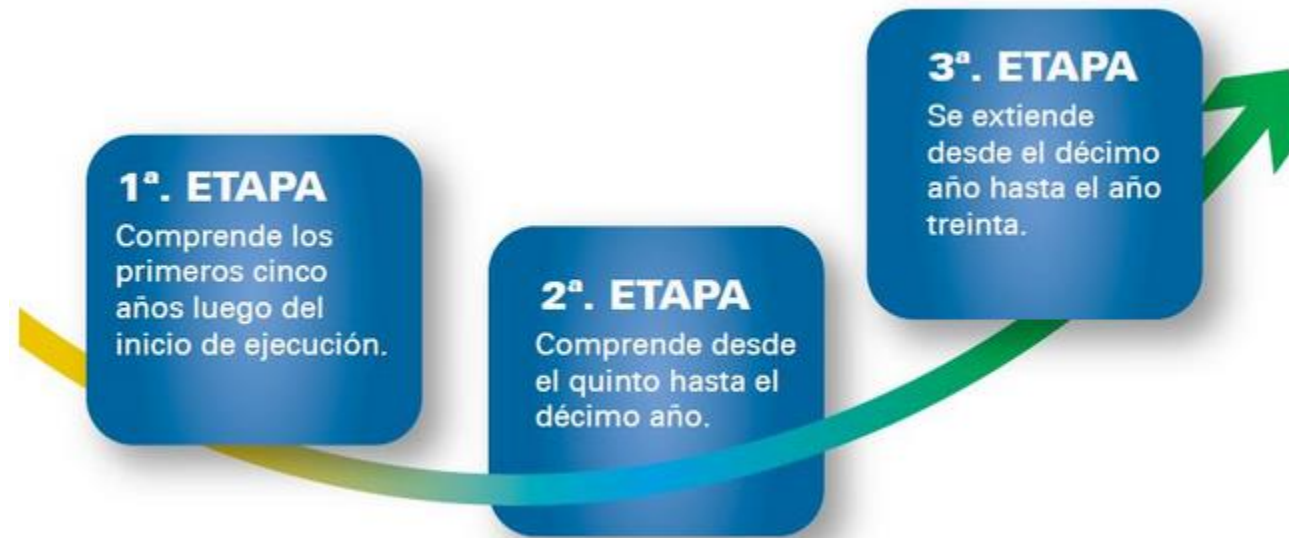 1ª. ETAPA
Comprende los
primeros cinco
años luego del
inicio de ejecución.
2ª. ETAPA
Comprende desde
el quinto hasta el
décimo año.
3ª. ETAPA
Se extiende
desde el décimo
año hasta el año
treinta.